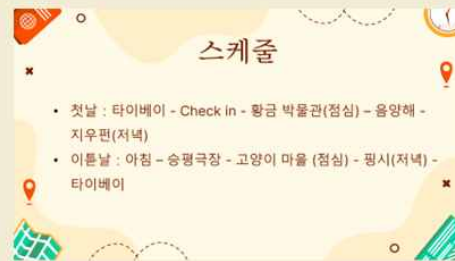 스케줄
• 첫날 : 타이베이 - Check in - 황금 박물관(점심) – 음양해 -
지우펀(저녁)
• 이튿날 : 아침 – 승평극장 - 고양이 마을 (점심) - 핑시(저녁) -
타이베이